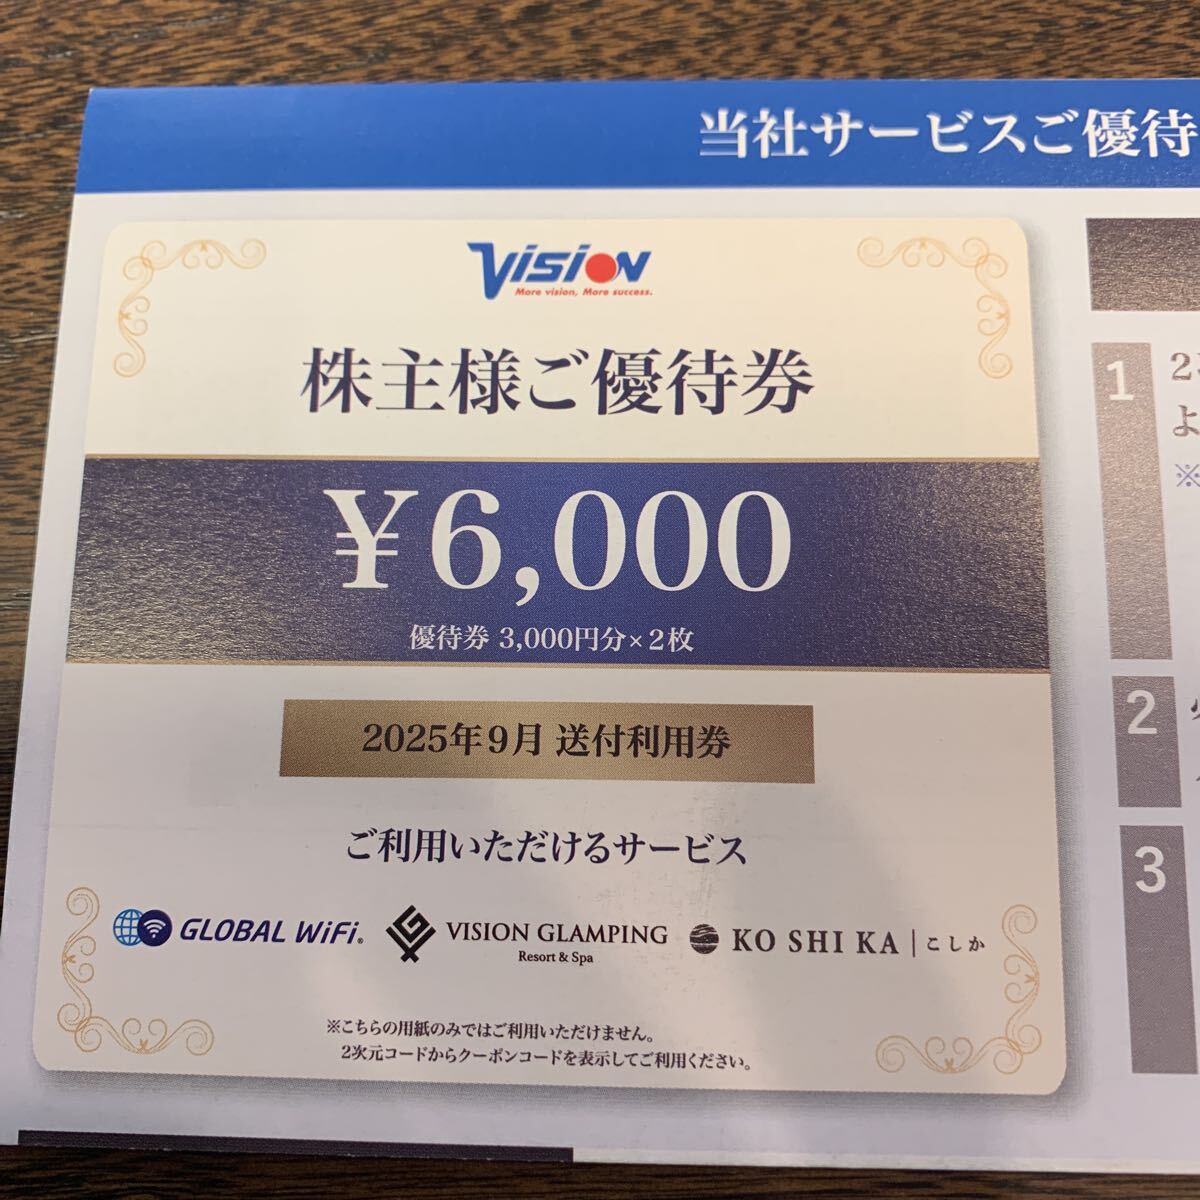 当社サービスご優待
VISION
More vision, More success.
株主様ご優待券
¥6,000
優待券 3,000円分×2枚
2025年9月 送付利用券
ご利用いただけるサービス
GLOBAL WiFi®
VISION GLAMPING
Resort & Spa
KO SHI KA | こしか
※こちらの用紙のみではご利用いただけません。
2次元コードからクーポンコードを表示してご利用ください。
1
2
よ
※
2
3